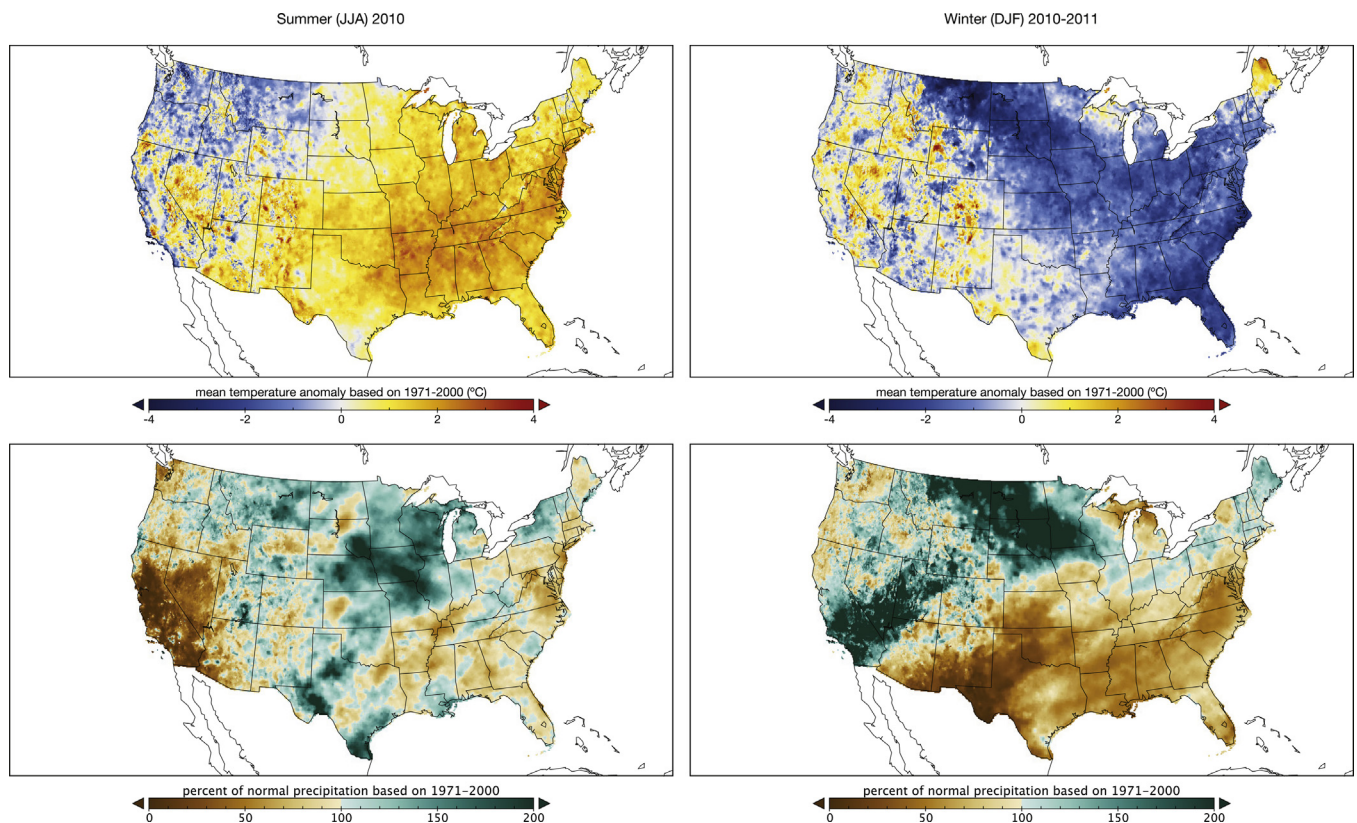 Summer (JJA) 2010
Winter (DJF) 2010-2011
mean temperature anomaly based on 1971-2000 (ºC)
-4 -2 0 2 4
mean temperature anomaly based on 1971-2000 (ºC)
-4 -2 0 2 4
percent of normal precipitation based on 1971-2000
0 50 100 150 200
percent of normal precipitation based on 1971-2000
0 50 100 150 200